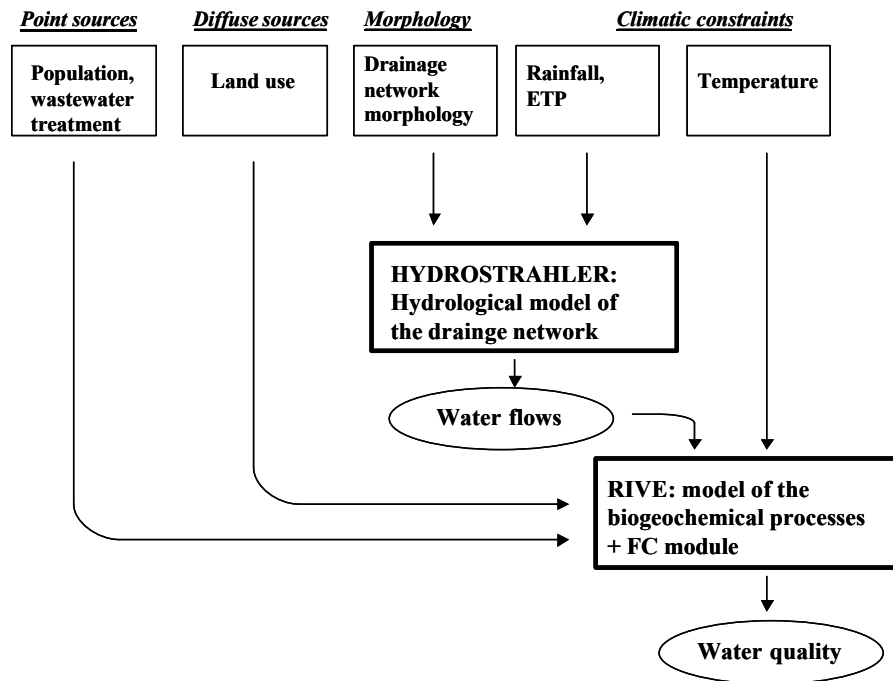 Point sources
Diffuse sources
Morphology
Climatic constraints
Population,
wastewater
treatment
Land use
Drainage
network
morphology
Rainfall,
ETP
Temperature
HYDROSTRAHLER:
Hydrological model of
the drainge network
Water flows
RIVE: model of the
biogeochemical processes
+ FC module
Water quality